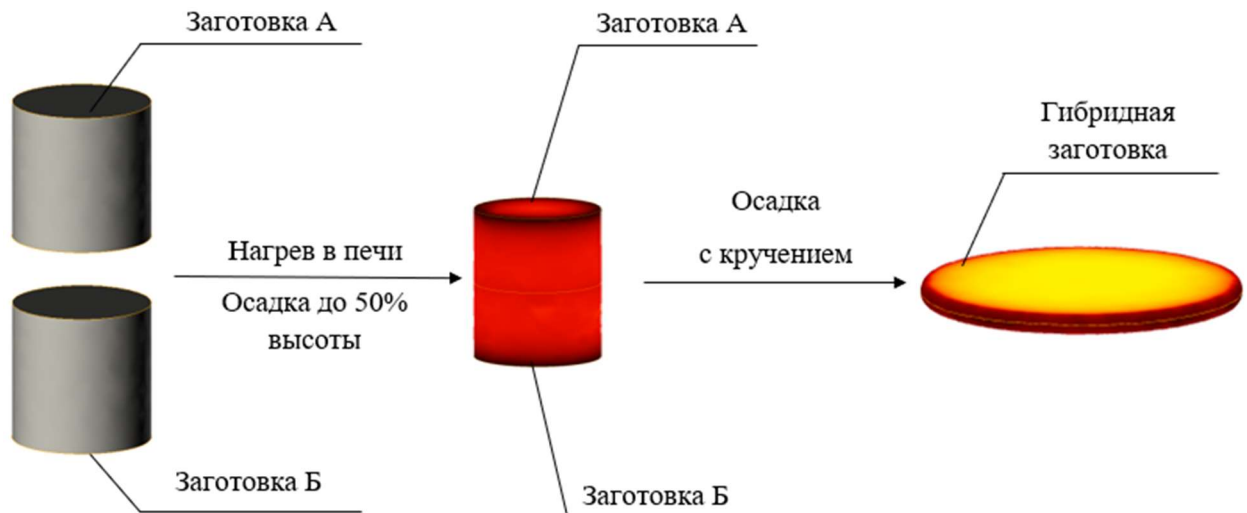 Заготовка А
Заготовка А
Гибридная
заготовка
Осадка
с кручением
Нагрев в печи
Осадка до 50%
высоты
Заготовка Б
Заготовка Б